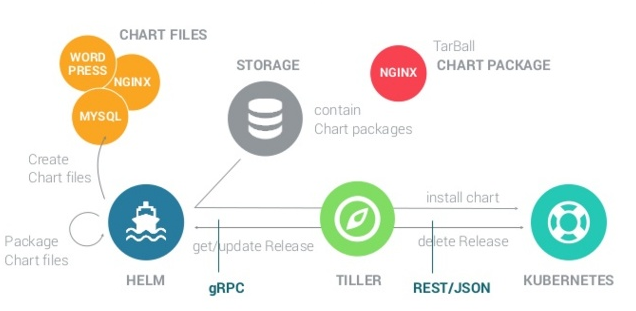 CHART FILES
WORD
PRESS
NGINX
MYSQL
STORAGE
contain
Chart packages
TarBall
CHART PACKAGE
NGINX
Create
Chart files
Package
Chart files
HELM
get/update Release
gRPC
TILLER
install chart
delete Release
REST/JSON
KUBERNETES